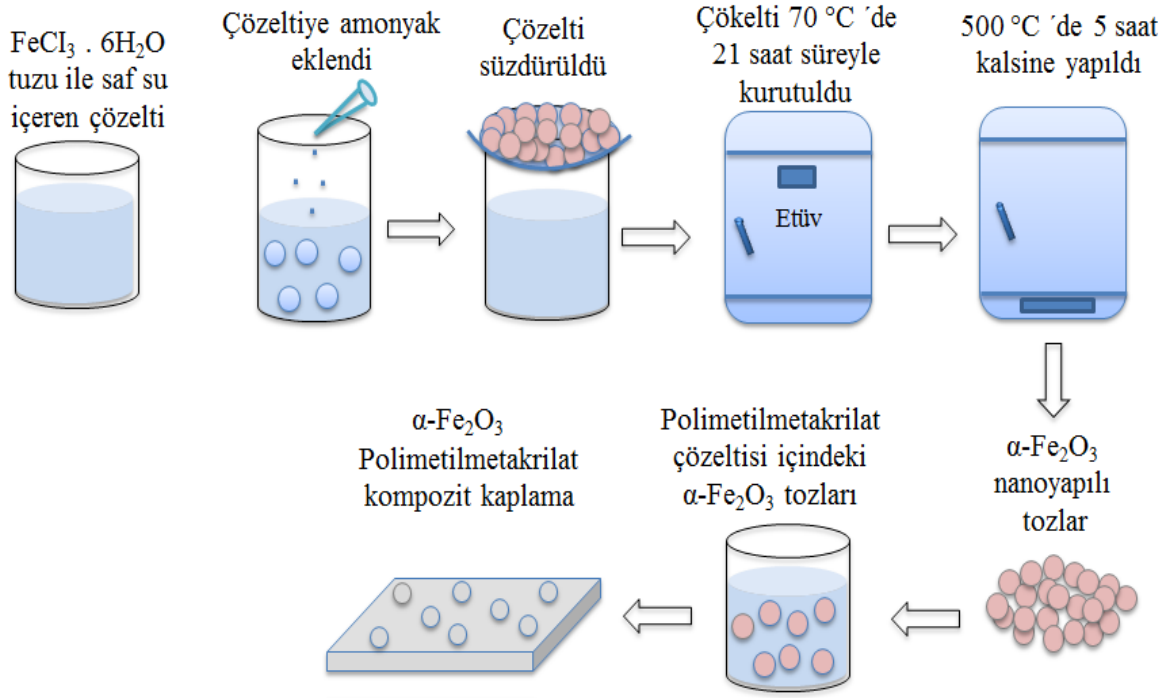 FeCI₃ . 6H₂O
tuzu ile saf su
içeren çözelti
Çözeltiye amonyak
eklendi
Çözelti
süzdürüldü
Çökelti 70 °C ´de
21 saat süreyle
kurutuldu
Etüv
500 °C ´de 5 saat
kalsine yapıldı
α-Fe₂O₃
nanoyapılı
tozlar
Polimetilmetakrilat
çözeltisi içindeki
α-Fe₂O₃ tozları
α-Fe₂O₃
Polimetilmetakrilat
kompozit kaplama